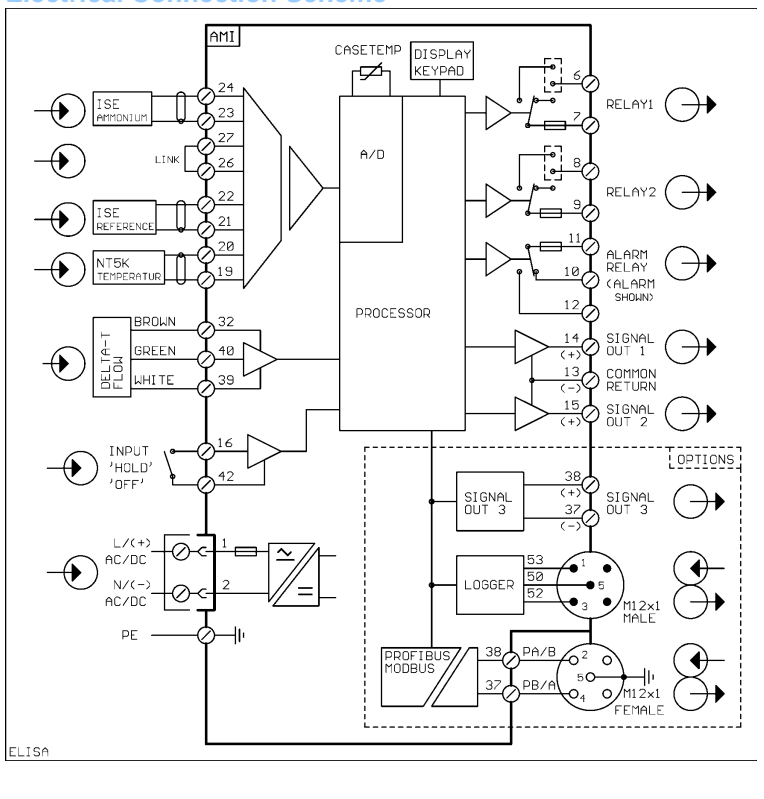 Electrical Connection Scheme
AMI
CASETEMP
DISPLAY
KEYPAD
ISE
AMMONIUM
24
23
LINK
27
26
ISE
REFERENCE
22
21
NT5K
TEMPERATUR
20
19
A/D
PROCESSOR
6
7
RELAY1
8
9
RELAY2
11
10
12
ALARM
RELAY
(ALARM
SHOWN)
DELTA-T
FLOW
BROWN
32
GREEN
40
WHITE
39
14
(+)
SIGNAL
OUT 1
13
(-)
COMMON
RETURN
15
(+)
SIGNAL
OUT 2
INPUT
'HOLD'
'OFF'
16
42
OPTIONS
SIGNAL
OUT 3
38
(+)
37
(-)
SIGNAL
OUT 3
L/(+)
AC/DC
1
N/(-)
AC/DC
2
PE
LOGGER
53
50
52
1
5
3
M12x1
MALE
PROFIBUS
MODBUS
38
PA/B
37
PB/A
2
5
4
M12x1
FEMALE
ELISA